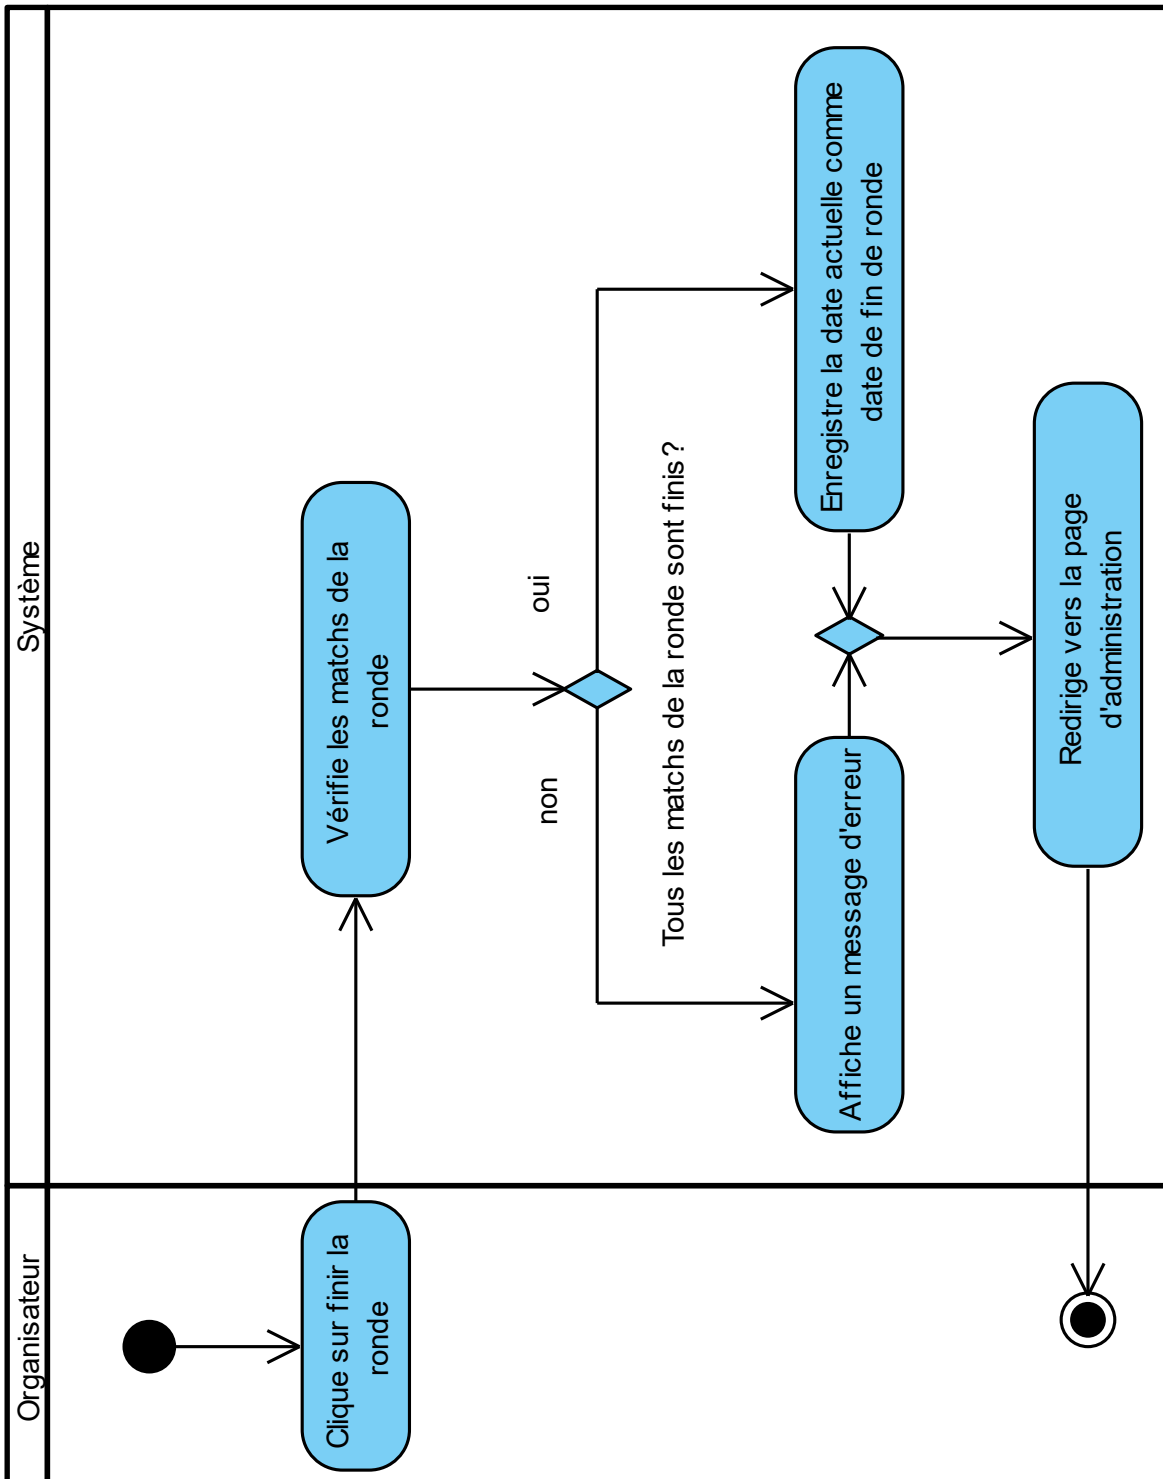 Organisateur
Système
Clique sur finir la
ronde
Vérifie les matchs de la
ronde
non
oui
Tous les matchs de la ronde sont finis ?
Affiche un message d'erreur
Enregistre la date actuelle comme
date de fin de ronde
Redirige vers la page
d'administration